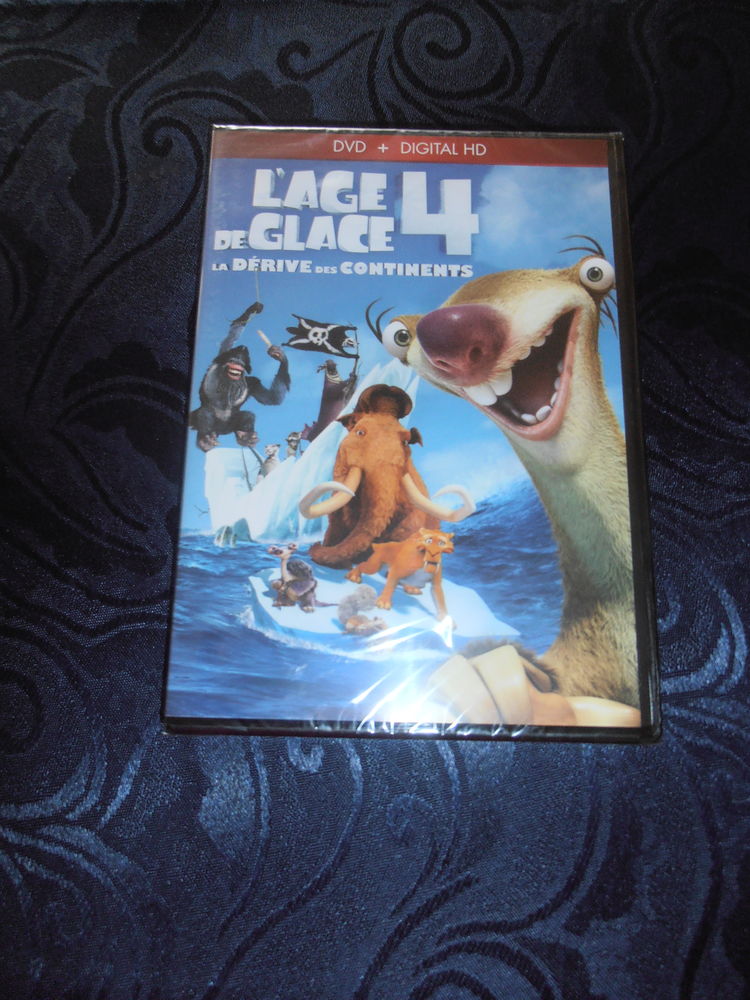 DVD + DIGITAL HD
L'AGE
DE GLACE 4
LA DÉRIVE DES CONTINENTS